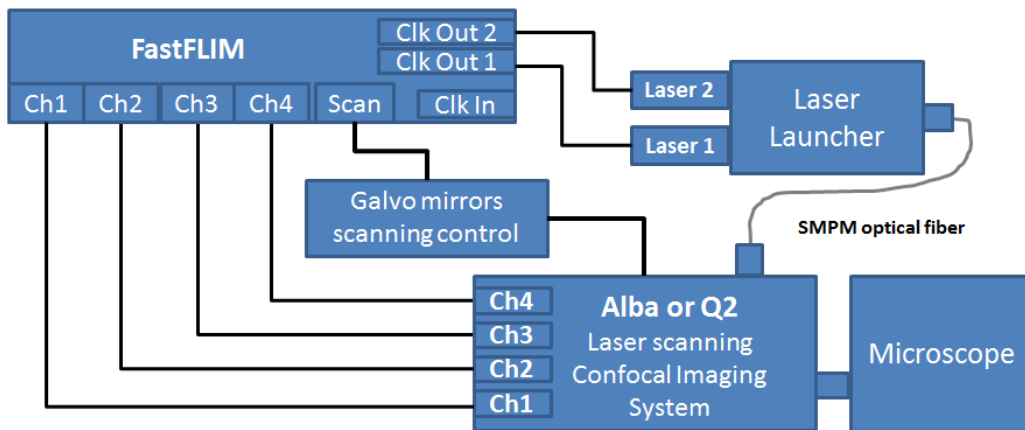 FastFLIM
Clk Out 2
Clk Out 1
Ch1
Ch2
Ch3
Ch4
Scan
Clk In
Laser 2
Laser 1
Laser
Launcher
Galvo mirrors
scanning control
SMPM optical fiber
Ch4
Ch3
Ch2
Ch1
Alba or Q2
Laser scanning
Confocal Imaging
System
Microscope